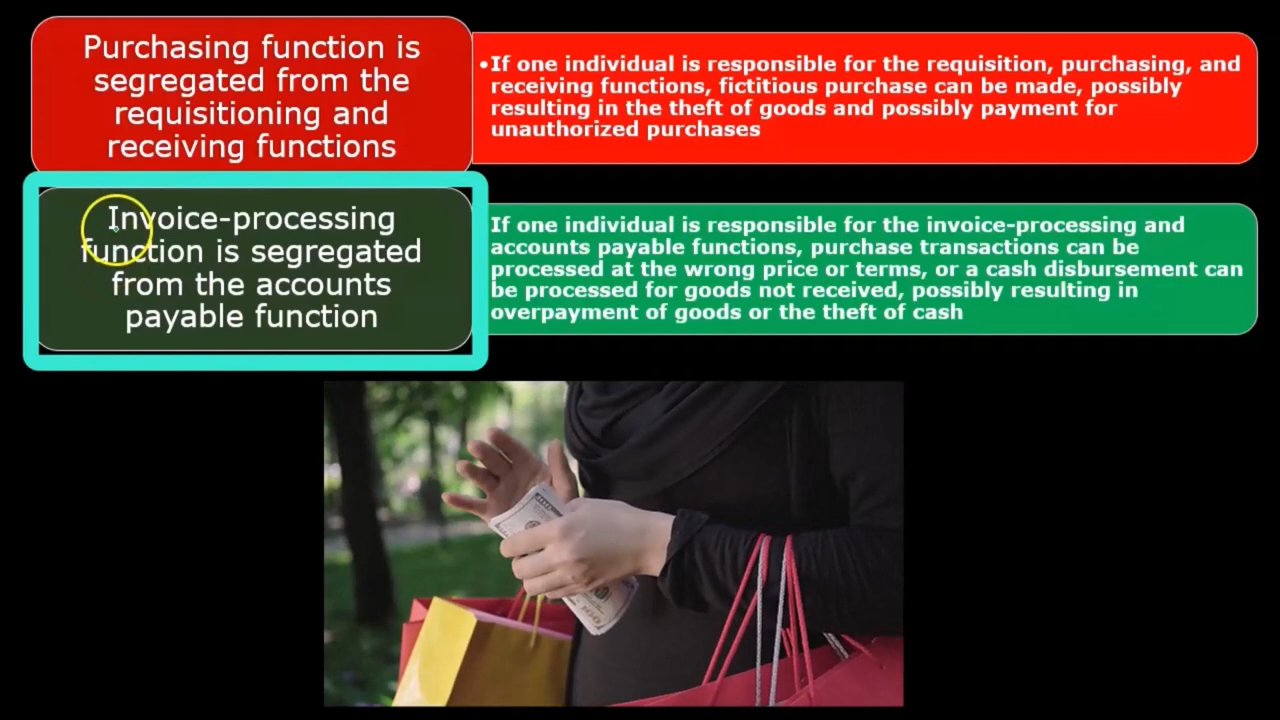 Purchasing function is
segregated from the
requisitioning and
receiving functions
•If one individual is responsible for the requisition, purchasing, and
receiving functions, fictitious purchase can be made, possibly
resulting in the theft of goods and possibly payment for
unauthorized purchases
Invoice-processing
function is segregated
from the accounts
payable function
If one individual is responsible for the invoice-processing and
accounts payable functions, purchase transactions can be
processed at the wrong price or terms, or a cash disbursement can
be processed for goods not received, possibly resulting in
overpayment of goods or the theft of cash